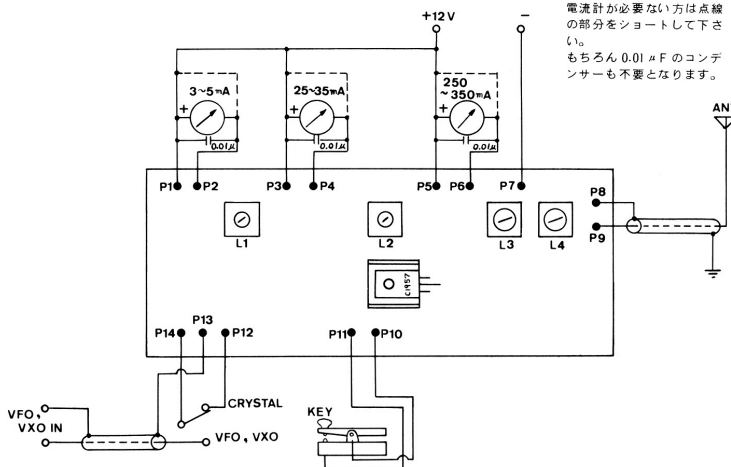 電流計が必要ない方は点線
の部分をショートして下さ
い。
もちろん 0.01 μF のコンデ
ンサーも不要となります。
+12V
−
3~5mA
25~35mA
250
~350mA
+
+
+
0.01μ
0.01μ
0.01μ
ANT
P1
P2
P3
P4
P5
P6
P7
P8
P9
L1
L2
L3
L4
C1957
P14
P13
P12
P11
P10
CRYSTAL
KEY
VFO,
VXO IN
VFO, VXO